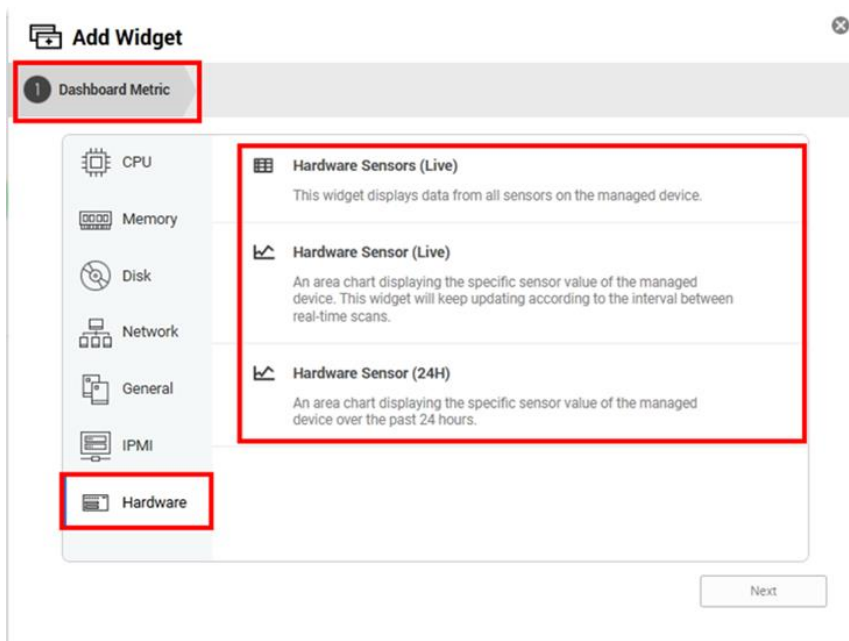 Add Widget
1 Dashboard Metric
CPU
Memory
Disk
Network
General
IPMI
Hardware
Hardware Sensors (Live)
This widget displays data from all sensors on the managed device.
Hardware Sensor (Live)
An area chart displaying the specific sensor value of the managed
device. This widget will keep updating according to the interval between
real-time scans.
Hardware Sensor (24H)
An area chart displaying the specific sensor value of the managed
device over the past 24 hours.
Next